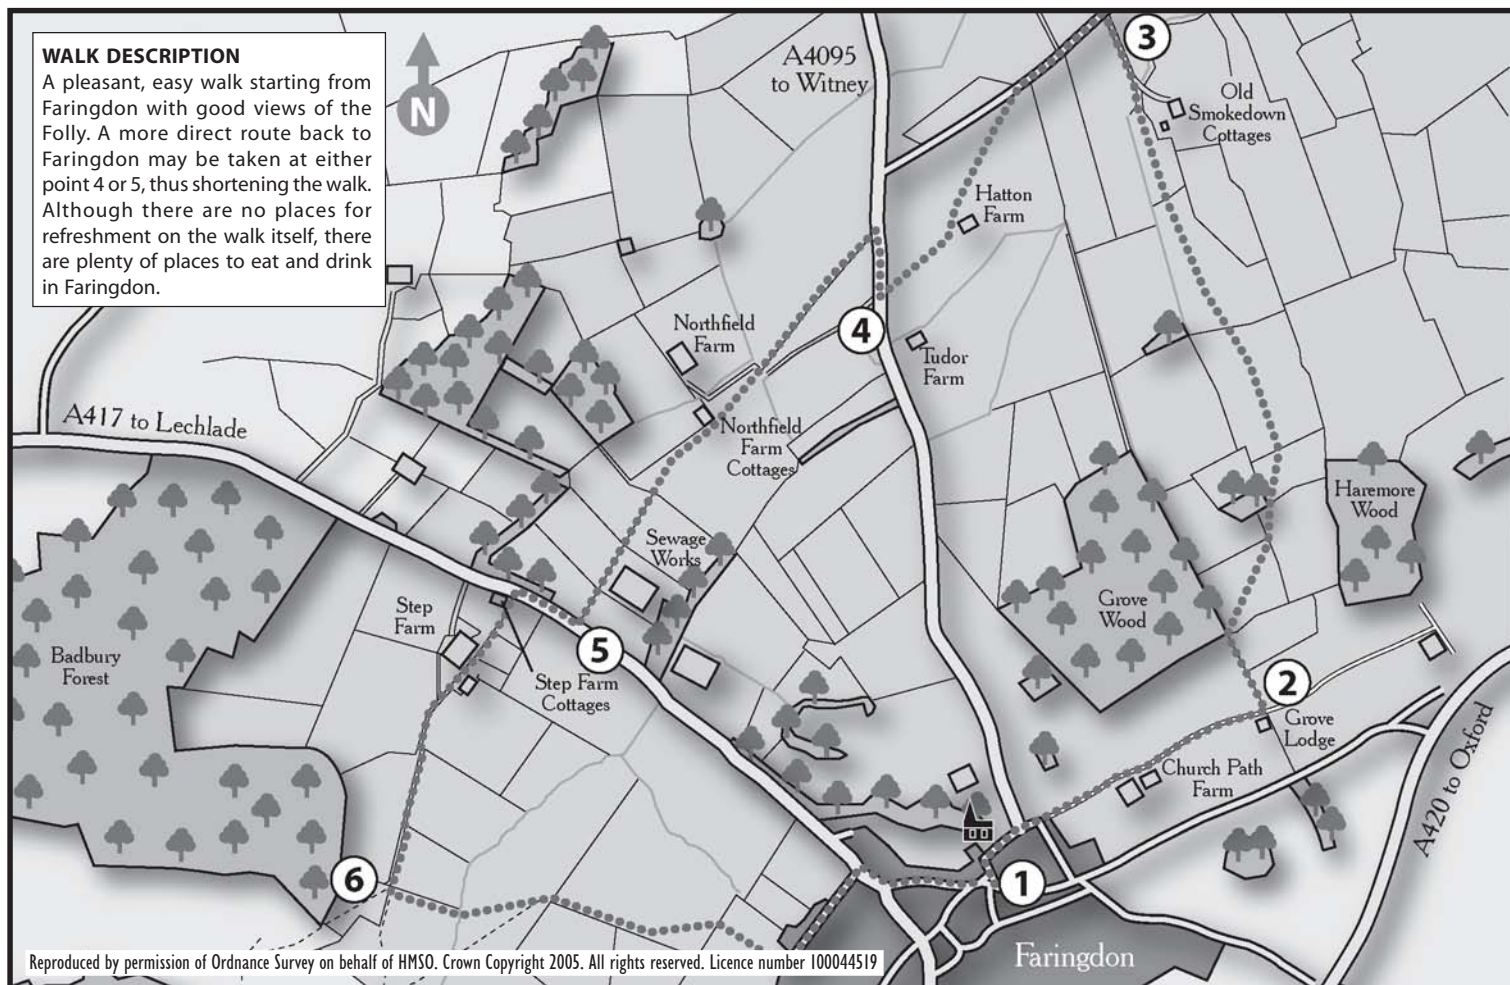 WALK DESCRIPTION
A pleasant, easy walk starting from
Faringdon with good views of the
Folly. A more direct route back to
Faringdon may be taken at either
point 4 or 5, thus shortening the walk.
Although there are no places for
refreshment on the walk itself, there
are plenty of places to eat and drink
in Faringdon.
N
A4095
to Witney
3
Old
Smokedown
Cottages
Hatton
Farm
4
Northfield
Farm
Tudor
Farm
A417 to Lechlade
Northfield
Farm
Cottages
Haremore
Wood
Sewage
Works
Grove
Wood
Step
Farm
Badbury
Forest
5
Step Farm
Cottages
2
Grove
Lodge
Church Path
Farm
A420 to Oxford
6
1
Faringdon
Reproduced by permission of Ordnance Survey on behalf of HMSO. Crown Copyright 2005. All rights reserved. Licence number 100044519